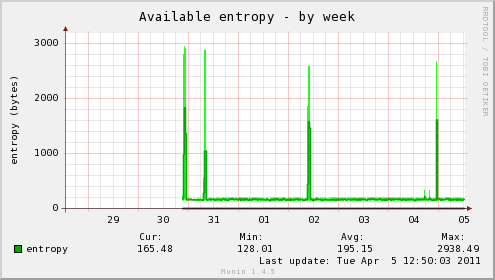 Available entropy - by week
RRDTOOL / TOBI OETIKER
entropy (bytes)
3000
2000
1000
0
29 30 31 01 02 03 04 05
Cur: Min: Avg: Max:
entropy 165.48 128.01 195.15 2938.49
Last update: Tue Apr 5 12:50:03 2011
Munin 1.4.5